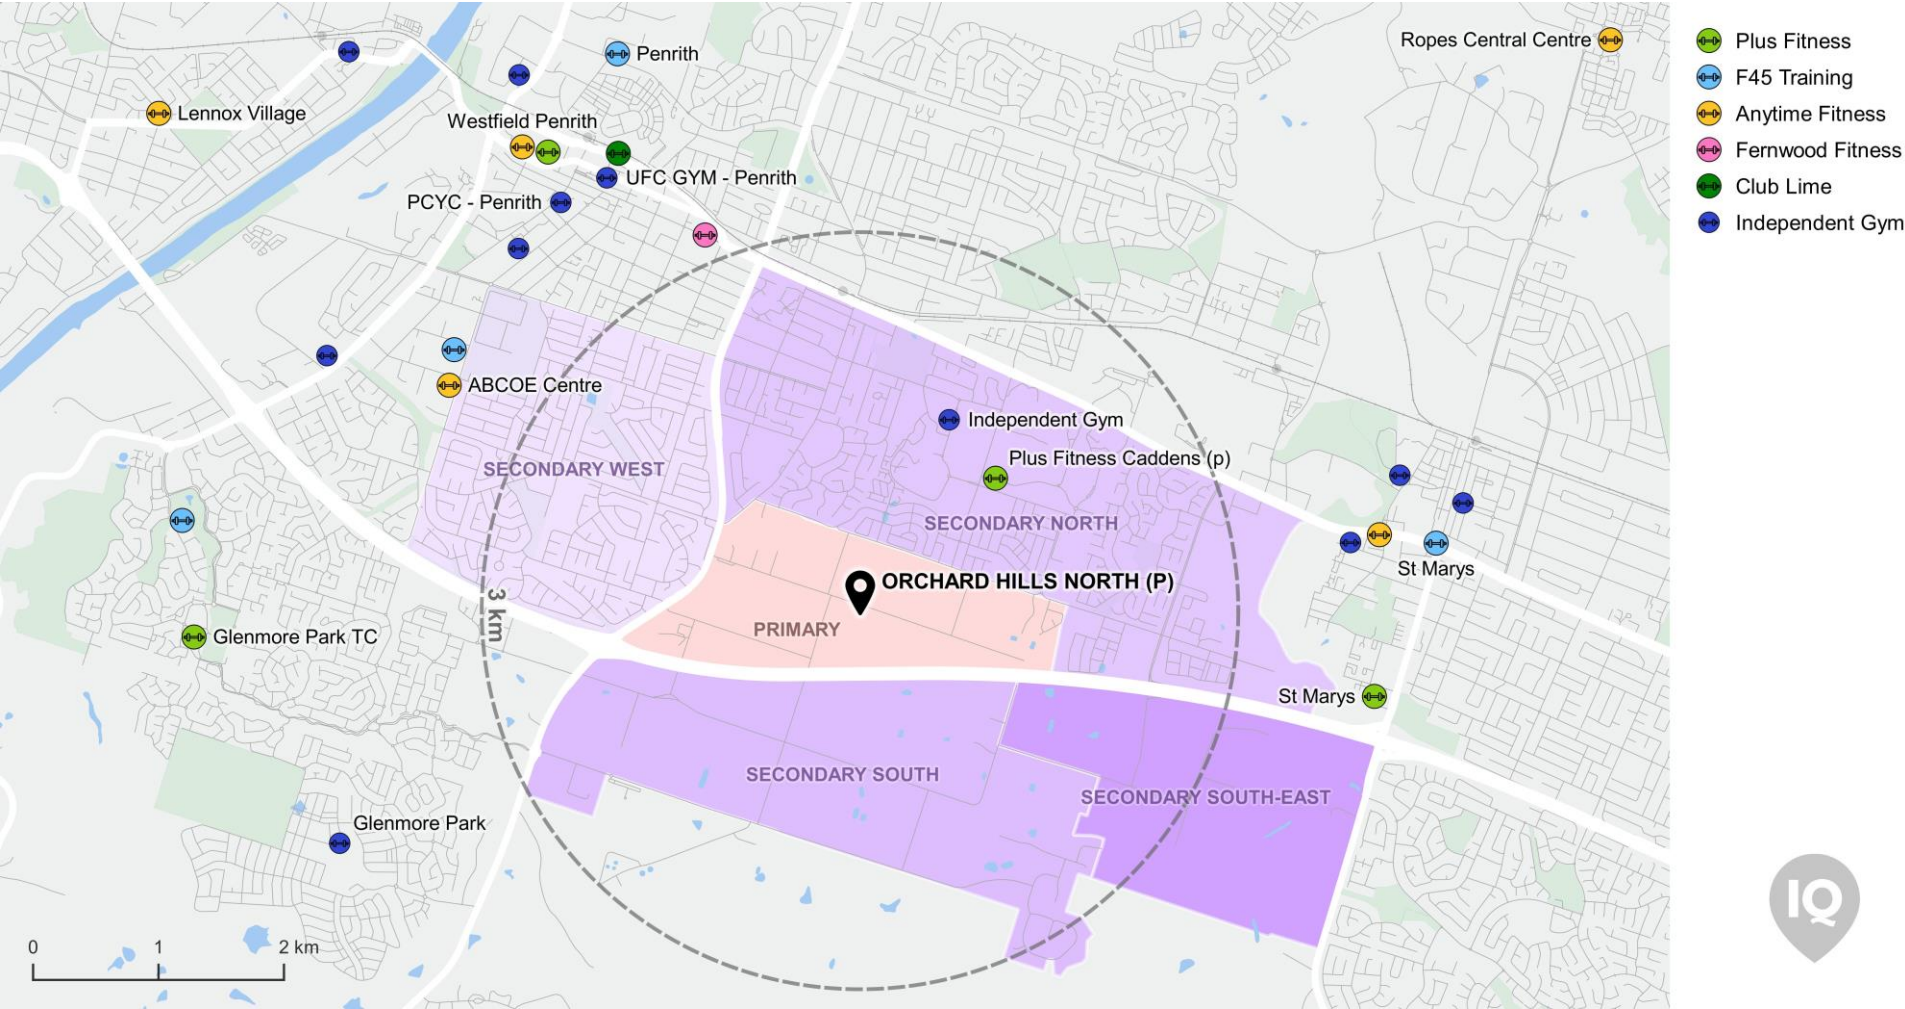 Ropes Central Centre
Penrith
Lennox Village
Westfield Penrith
UFC GYM - Penrith
PCYC - Penrith
ABCOE Centre
Independent Gym
Plus Fitness Caddens (p)
SECONDARY WEST
SECONDARY NORTH
St Marys
ORCHARD HILLS NORTH (P)
3 km
PRIMARY
Glenmore Park TC
St Marys
SECONDARY SOUTH
SECONDARY SOUTH-EAST
Glenmore Park
0 1 2 km
Plus Fitness
F45 Training
Anytime Fitness
Fernwood Fitness
Club Lime
Independent Gym
IQ